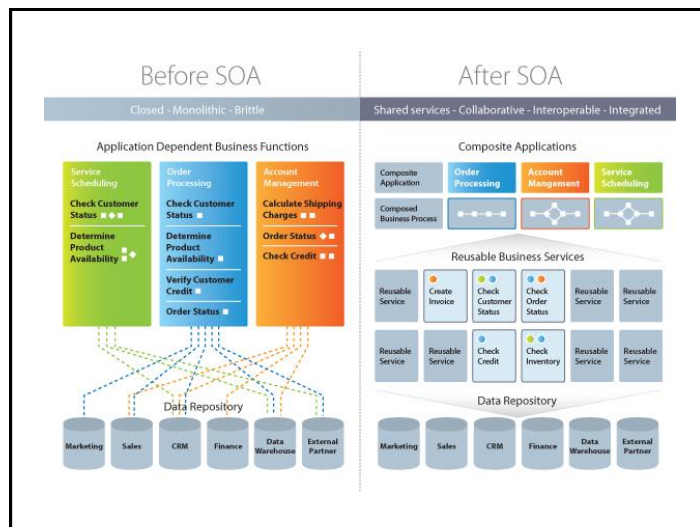 Before SOA
After SOA
Closed - Monolithic - Brittle
Shared services - Collaborative - Interoperable - Integrated
Application Dependent Business Functions
Service
Scheduling
Check Customer
Status
Determine
Product
Availability
Order
Processing
Check Customer
Status
Determine
Product
Availability
Verify Customer
Credit
Order Status
Account
Management
Calculate Shipping
Charges
Order Status
Check Credit
Data Repository
Marketing
Sales
CRM
Finance
Data
Warehouse
External
Partner
Composite Applications
Composite
Application
Order
Processing
Account
Mangement
Service
Scheduling
Composed
Business Process
Reusable Business Services
Reusable
Service
Create
Invoice
Check
Customer
Status
Check
Order
Status
Reusable
Service
Reusable
Service
Reusable
Service
Reusable
Service
Check
Credit
Check
Inventory
Reusable
Service
Reusable
Service
Data Repository
Marketing
Sales
CRM
Finance
Data
Warehouse
External
Partner